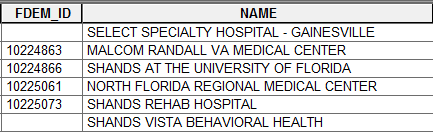 FDEM_ID NAME
SELECT SPECIALTY HOSPITAL - GAINESVILLE
10224863 MALCOM RANDALL VA MEDICAL CENTER
10224866 SHANDS AT THE UNIVERSITY OF FLORIDA
10225061 NORTH FLORIDA REGIONAL MEDICAL CENTER
10225073 SHANDS REHAB HOSPITAL
SHANDS VISTA BEHAVIORAL HEALTH